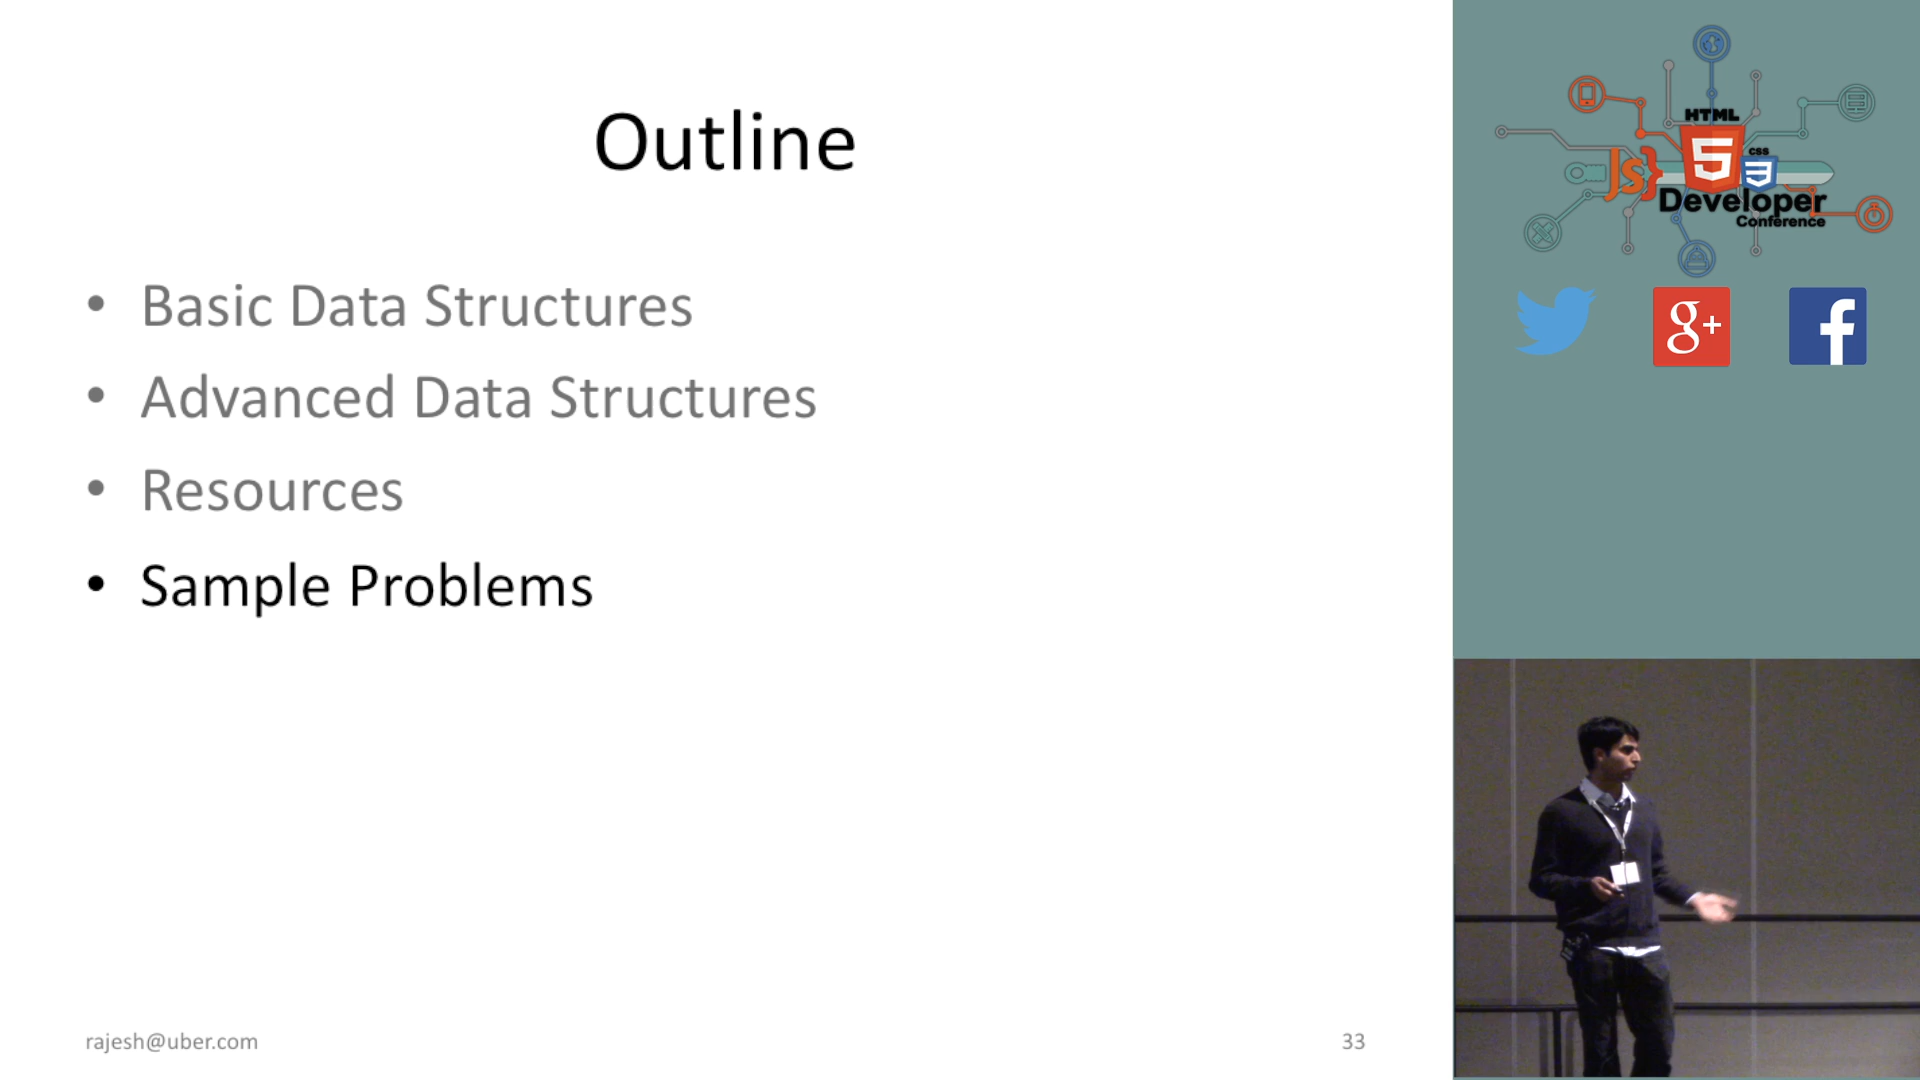 Outline
• Basic Data Structures
• Advanced Data Structures
• Resources
• Sample Problems
rajesh@uber.com
33
HTML
5
JS}
CSS
3
Developer
Conference
g+
f